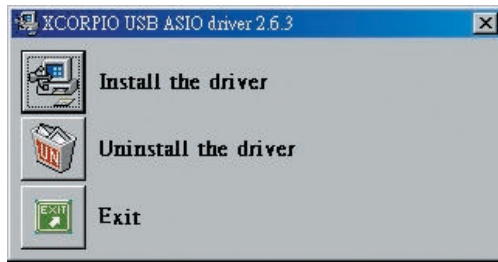 XCORPIO USB ASIO driver 2.6.3
Install the driver
UN
Uninstall the driver
EXIT
Exit